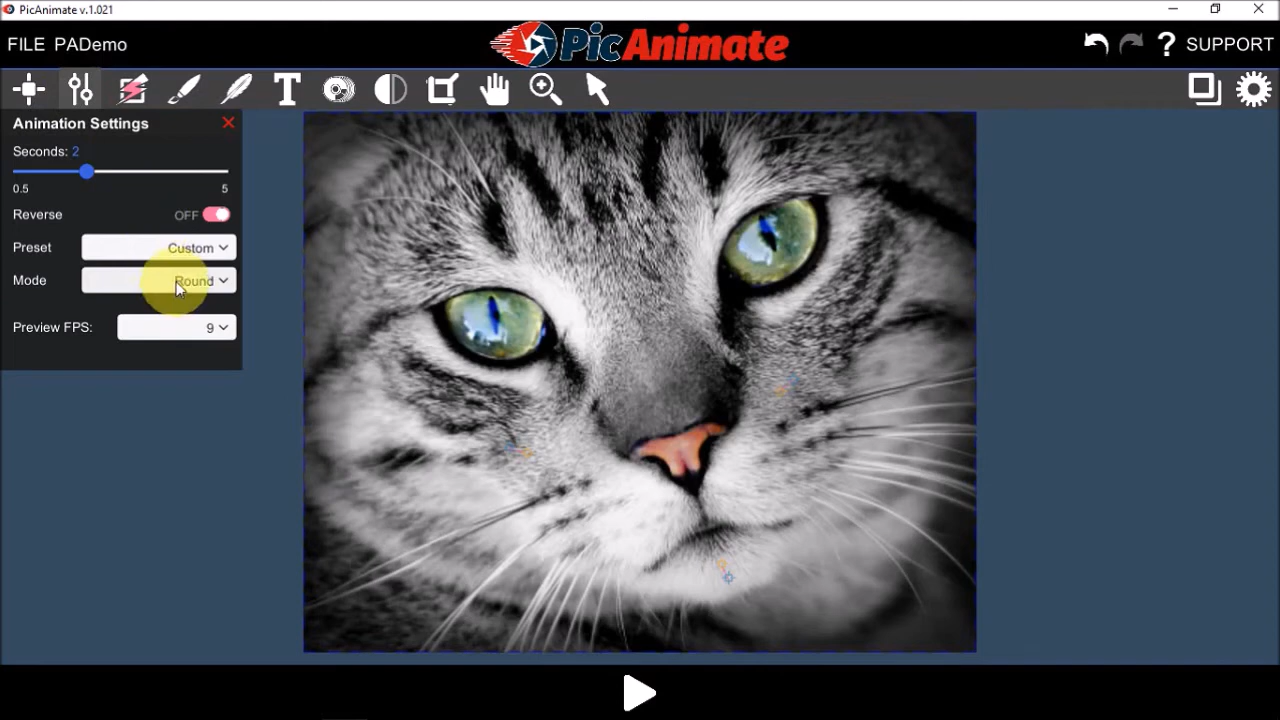 PicAnimate v.1.021
FILE PADemo
PicAnimate
? SUPPORT
T
Animation Settings
Seconds: 2
0.5 5
Reverse OFF
Preset Custom
Mode Round
Preview FPS: 9